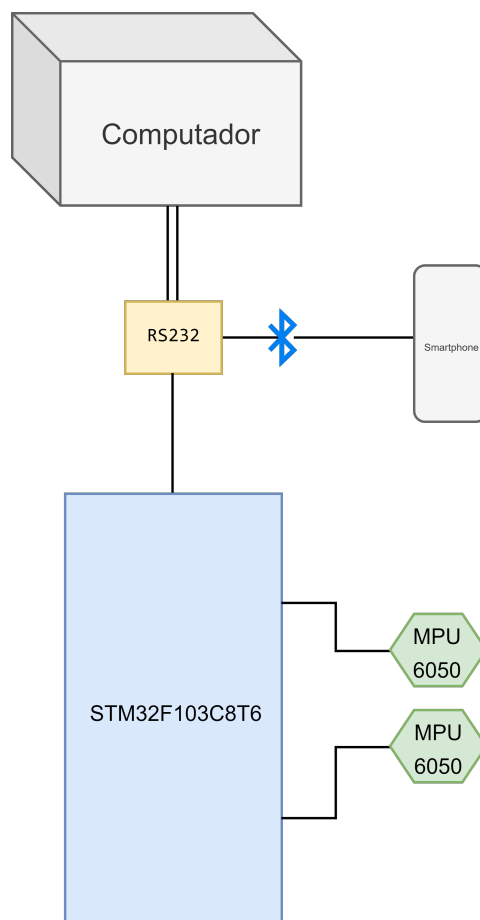 Computador
RS232
Smartphone
MPU
6050
STM32F103C8T6
MPU
6050